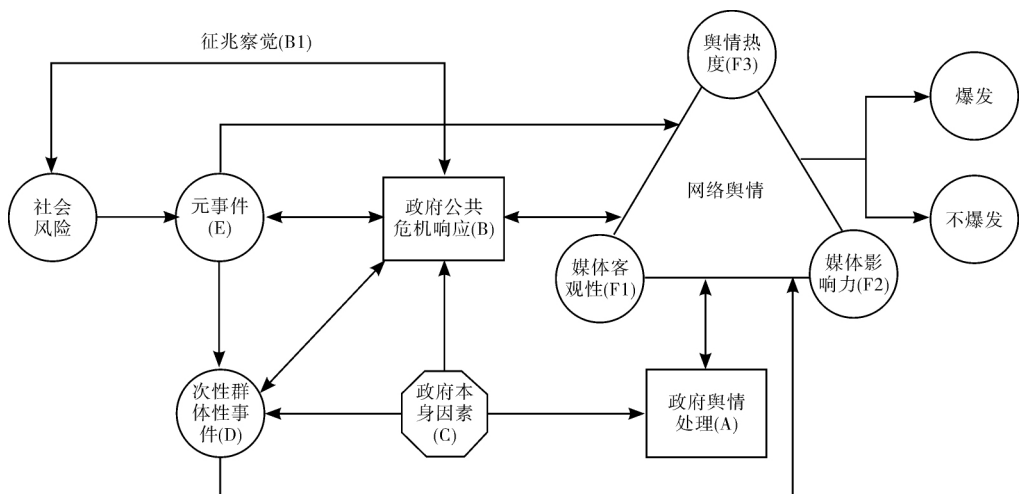 征兆察觉(B1)
舆情热
度(F3)
爆发
社会
风险
元事件
(E)
政府公共
危机响应(B)
网络舆情
不爆发
媒体客
观性(F1)
媒体影
响力(F2)
次性群
体性事
件(D)
政府本
身因素
(C)
政府舆情
处理(A)